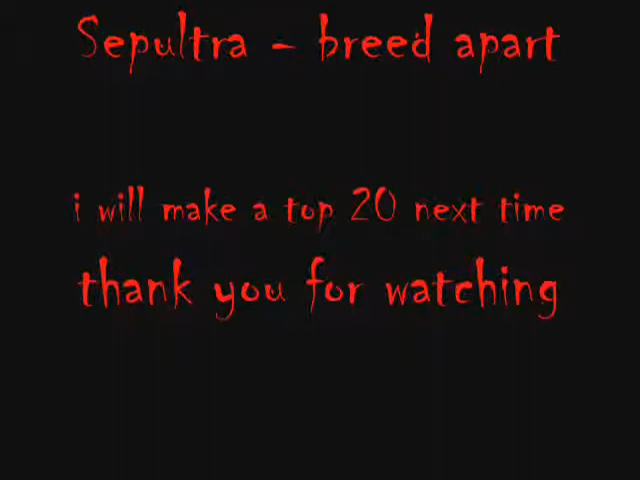 Sepultra - breed apart
i will make a top 20 next time
thank you for watching